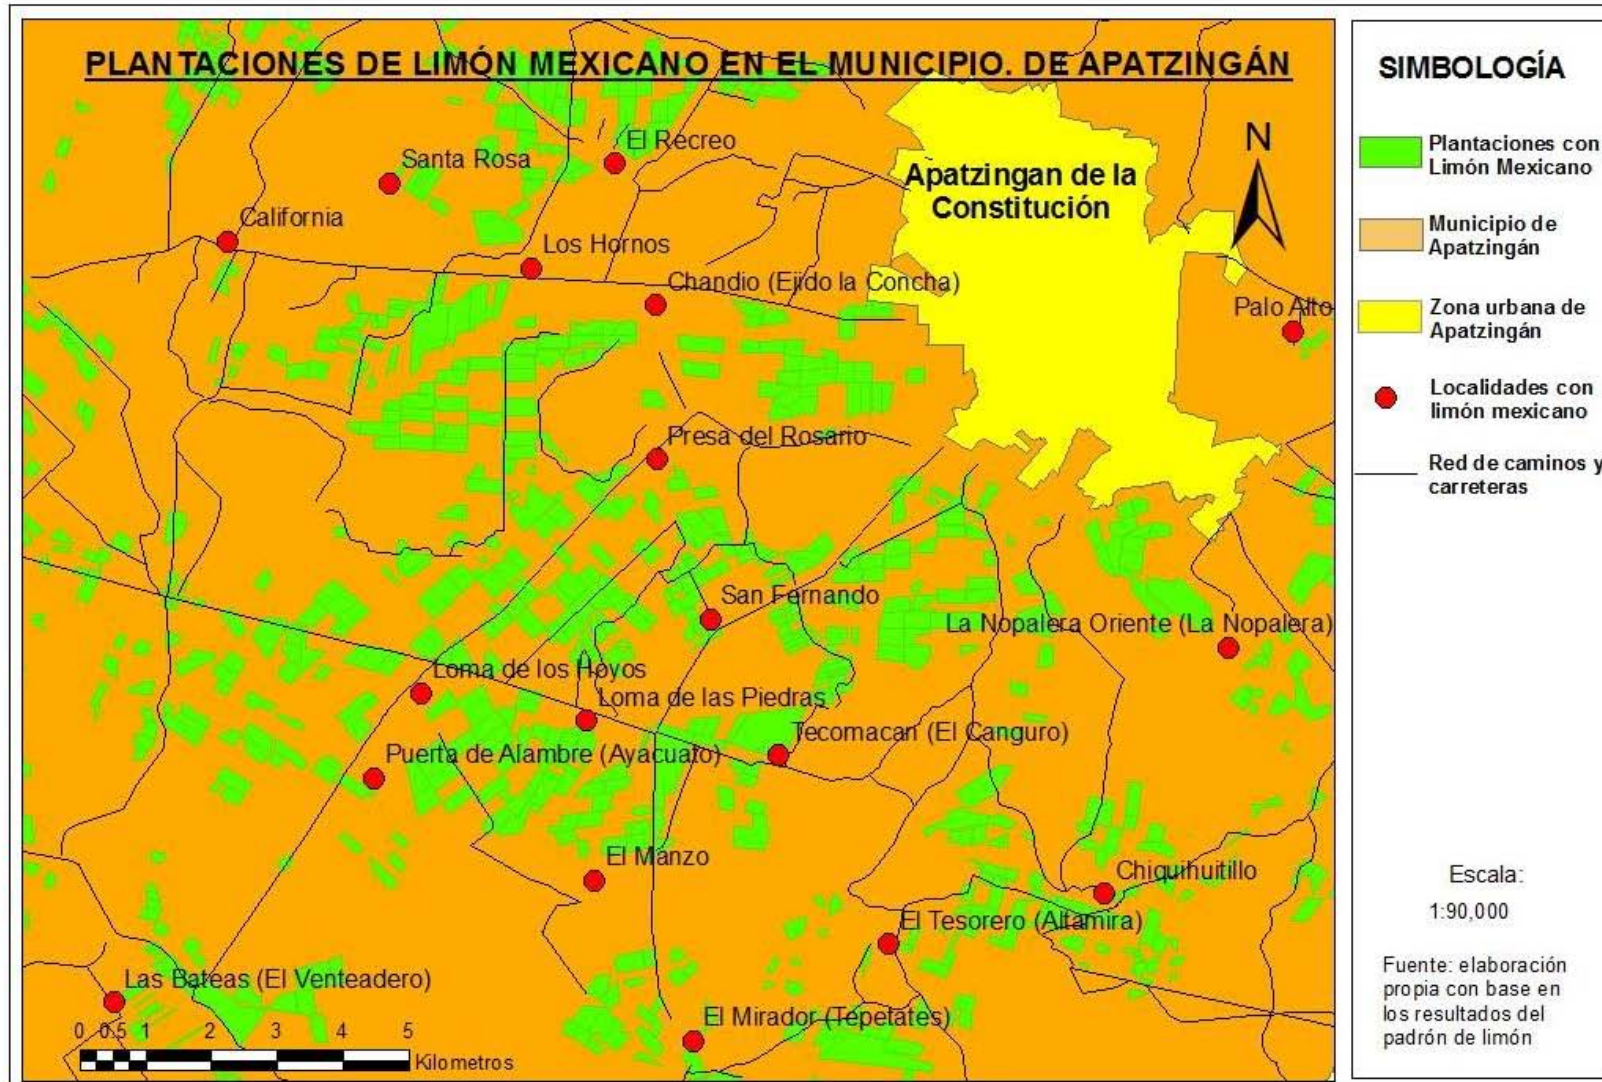 PLANTACIONES DE LIMÓN MEXICANO EN EL MUNICIPIO. DE APATZINGÁN
El Recreo
Santa Rosa
Apatzingan de la
Constitución
N
California
Los Hornos
Chandio (Ejido la Concha)
Palo Alto
Presa del Rosario
San Fernando
La Nopalera Oriente (La Nopalera)
Loma de los Hoyos
Loma de las Piedras
Tecomacan (El Canguro)
Puerta de Alambre (Ayacuato)
El Manzo
Chiquihuitillo
El Tesorero (Altamira)
Las Bateas (El Venteadero)
El Mirador (Tepetates)
0 0.5 1 2 3 4 5
Kilometros
SIMBOLOGÍA
Plantaciones con
Limón Mexicano
Municipio de
Apatzingán
Zona urbana de
Apatzingán
Localidades con
limón mexicano
Red de caminos y
carreteras
Escala:
1:90,000
Fuente: elaboración
propia con base en
los resultados del
padrón de limón